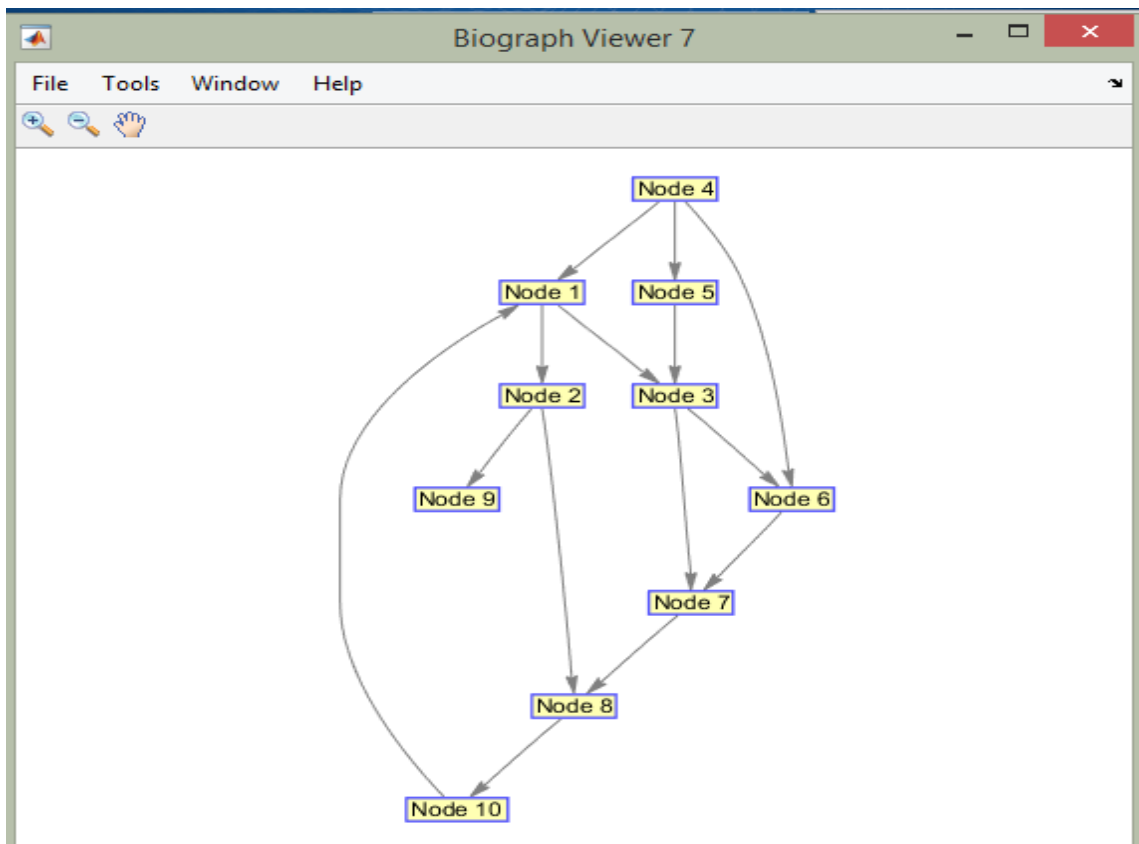 Biograph Viewer 7
File Tools Window Help
Node 4
Node 1 Node 5
Node 2 Node 3
Node 9 Node 6
Node 7
Node 8
Node 10